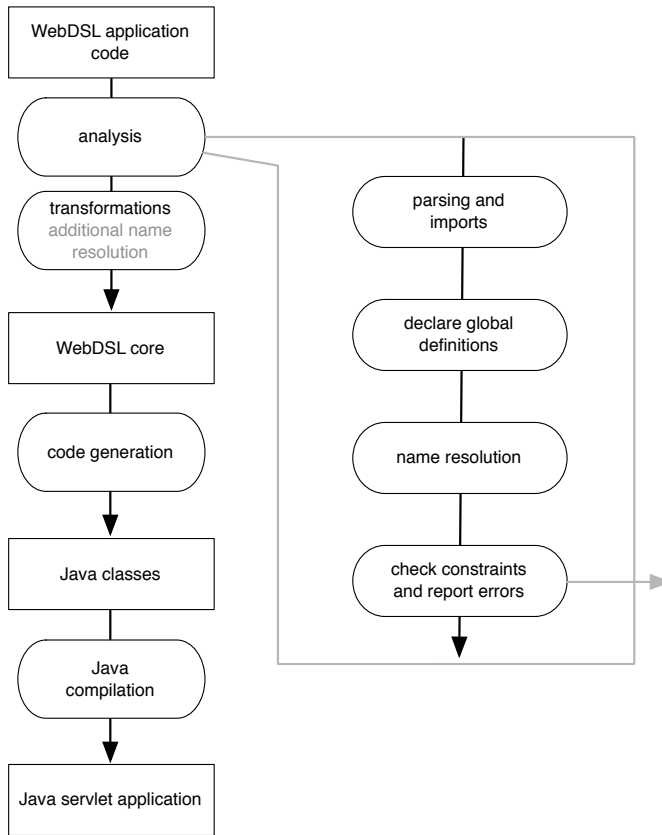 WebDSL application
code
analysis
transformations
additional name
resolution
WebDSL core
code generation
Java classes
Java
compilation
Java servlet application
parsing and
imports
declare global
definitions
name resolution
check constraints
and report errors